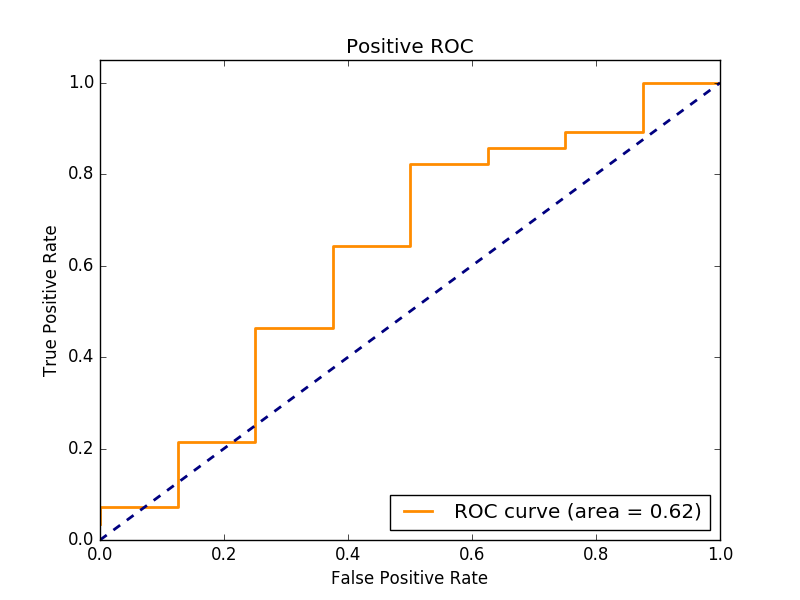 Positive ROC
1.0
0.8
0.6
0.4
0.2
0.0
True Positive Rate
ROC curve (area = 0.62)
0.0 0.2 0.4 0.6 0.8 1.0
False Positive Rate